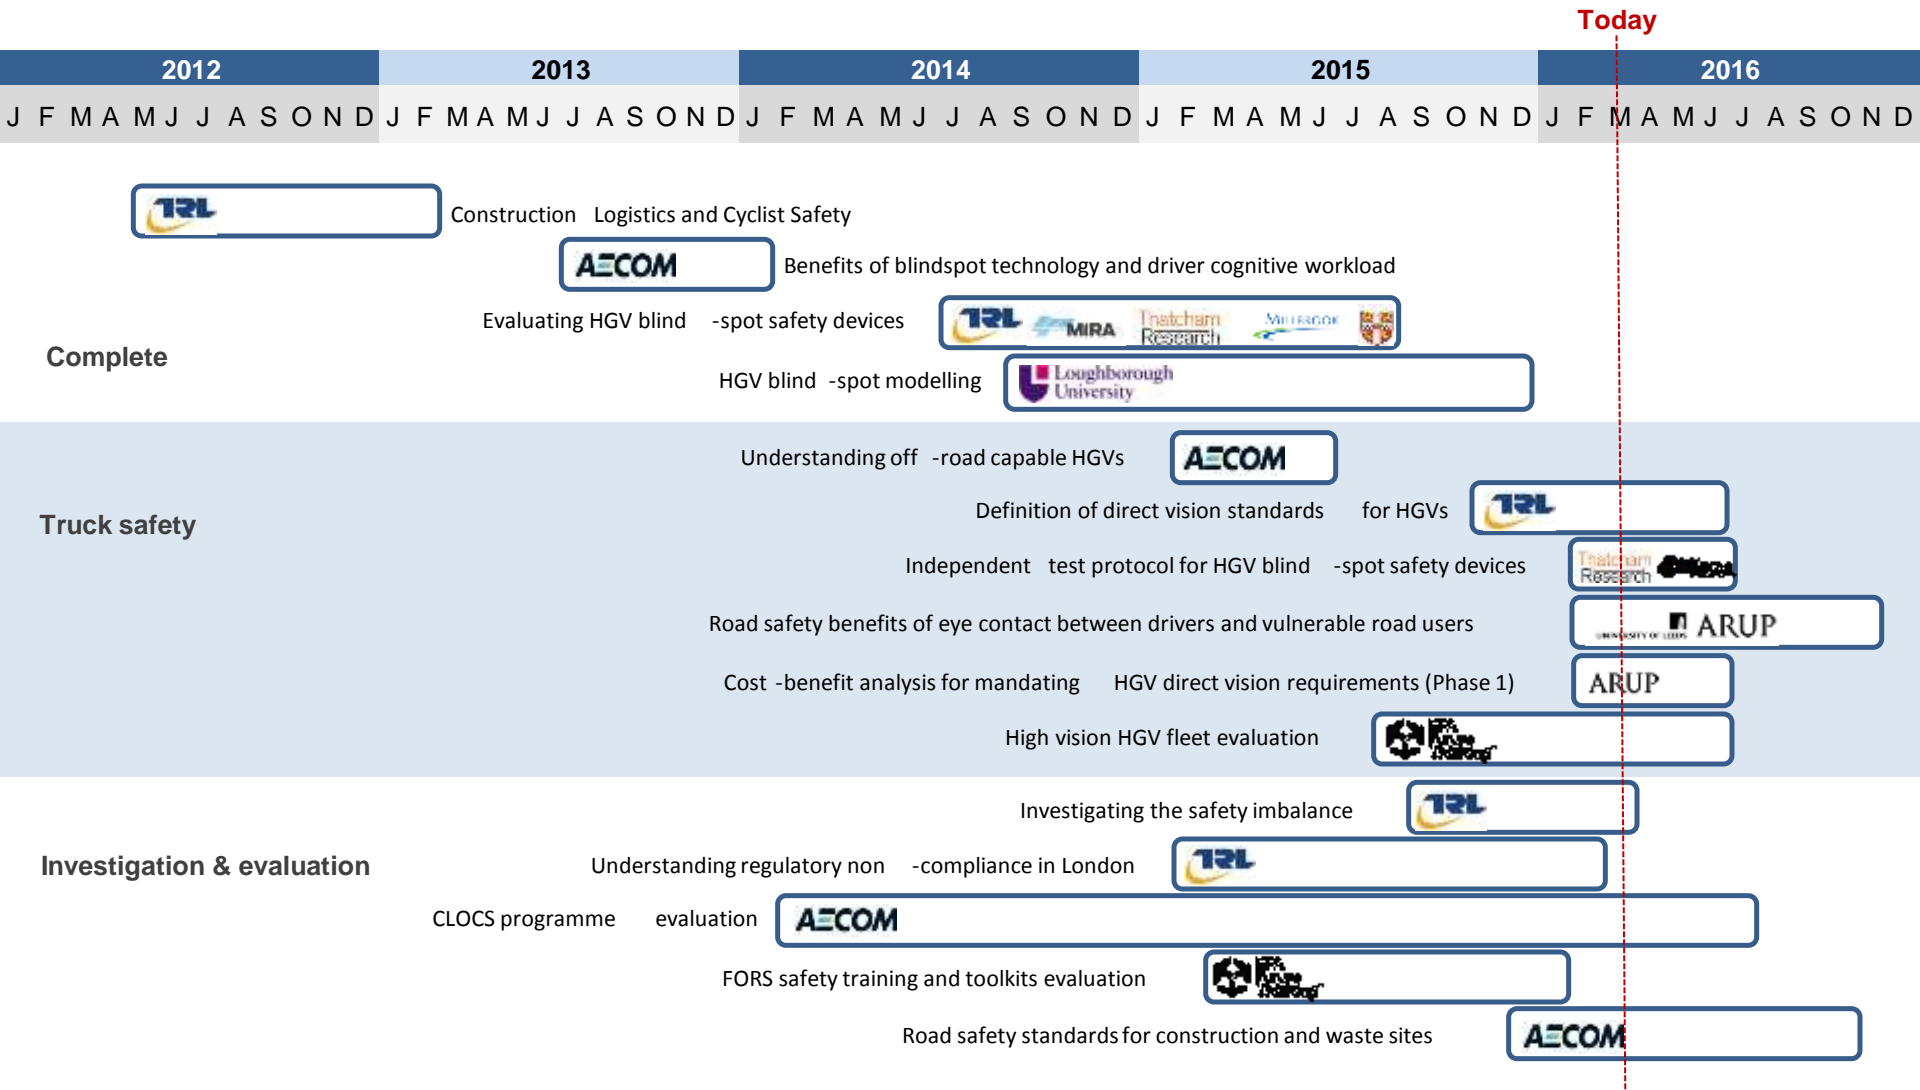 Today
2012 2013 2014 2015 2016
J F M A M J J A S O N D J F M A M J J A S O N D J F M A M J J A S O N D J F M A M J J A S O N D J F M A M J J A S O N D
TRL Construction Logistics and Cyclist Safety
AECOM Benefits of blindspot technology and driver cognitive workload
Evaluating HGV blind -spot safety devices TRL MIRA Thatcham Research MILLBROOK
Complete
HGV blind -spot modelling Loughborough University
Understanding off -road capable HGVs AECOM
Definition of direct vision standards for HGVs TRL
Truck safety
Independent test protocol for HGV blind -spot safety devices Thatcham Research
Road safety benefits of eye contact between drivers and vulnerable road users UNIVERSITY OF LEEDS ARUP
Cost -benefit analysis for mandating HGV direct vision requirements (Phase 1) ARUP
High vision HGV fleet evaluation
Investigating the safety imbalance TRL
Investigation & evaluation
Understanding regulatory non -compliance in London TRL
CLOCS programme evaluation AECOM
FORS safety training and toolkits evaluation
Road safety standards for construction and waste sites AECOM